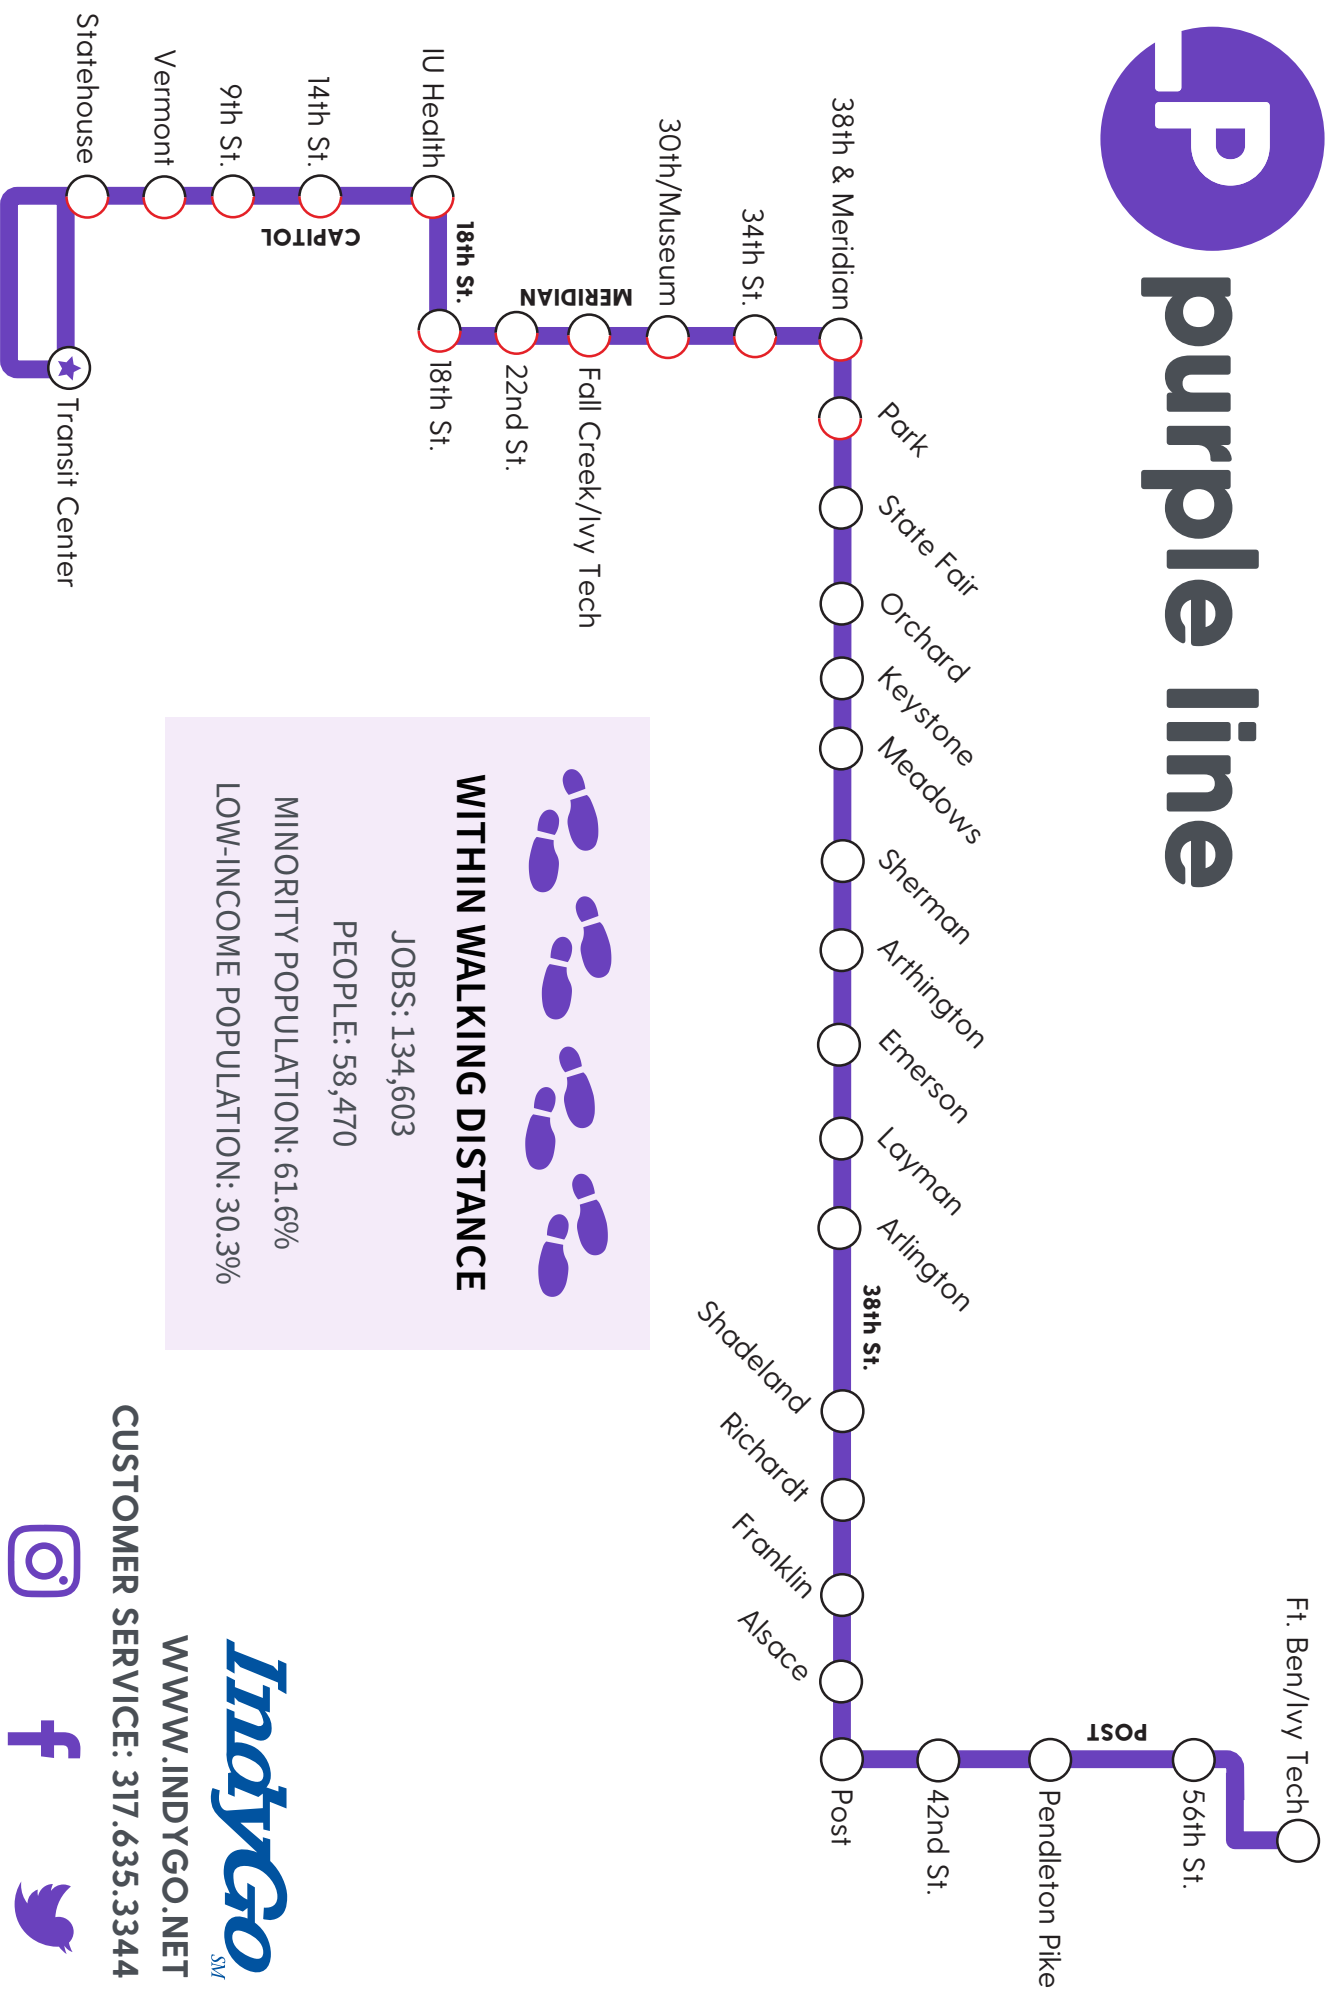 P
purple line
Ft. Ben/Ivy Tech
56th St.
POST
Pendleton Pike
42nd St.
Post
Alsace
Franklin
Richardt
Shadeland
38th St.
Arlington
Layman
Emerson
Arthington
Sherman
Meadows
Keystone
Orchard
State Fair
Park
38th & Meridian
34th St.
30th/Museum
MERIDIAN
Fall Creek/Ivy Tech
22nd St.
18th St.
18th St.
IU Health
CAPITOL
14th St.
9th St.
Vermont
Statehouse
Transit Center
WITHIN WALKING DISTANCE
JOBS: 134,603
PEOPLE: 58,470
MINORITY POPULATION: 61.6%
LOW-INCOME POPULATION: 30.3%
IndyGo SM
WWW.INDYGO.NET
CUSTOMER SERVICE: 317.635.3344